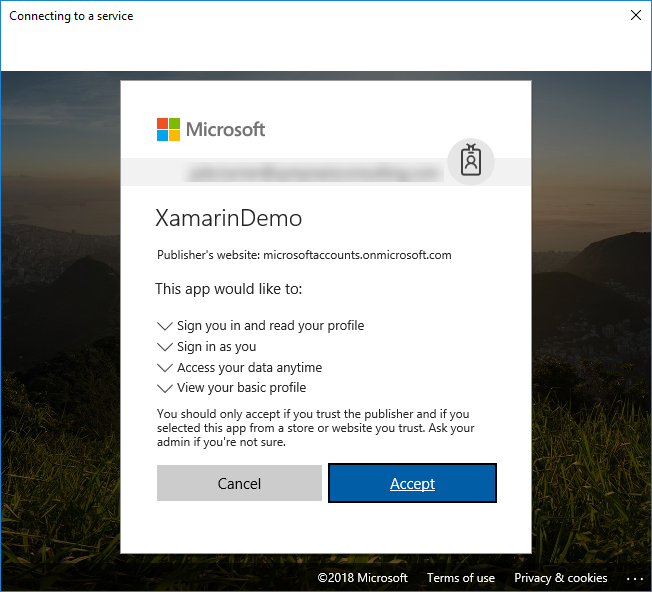 Connecting to a service
Microsoft
XamarinDemo
Publisher's website: microsoftaccounts.onmicrosoft.com
This app would like to:
Sign you in and read your profile
Sign in as you
Access your data anytime
View your basic profile
You should only accept if you trust the publisher and if you
selected this app from a store or website you trust. Ask your
admin if you're not sure.
Cancel
Accept
©2018 Microsoft
Terms of use
Privacy & cookies